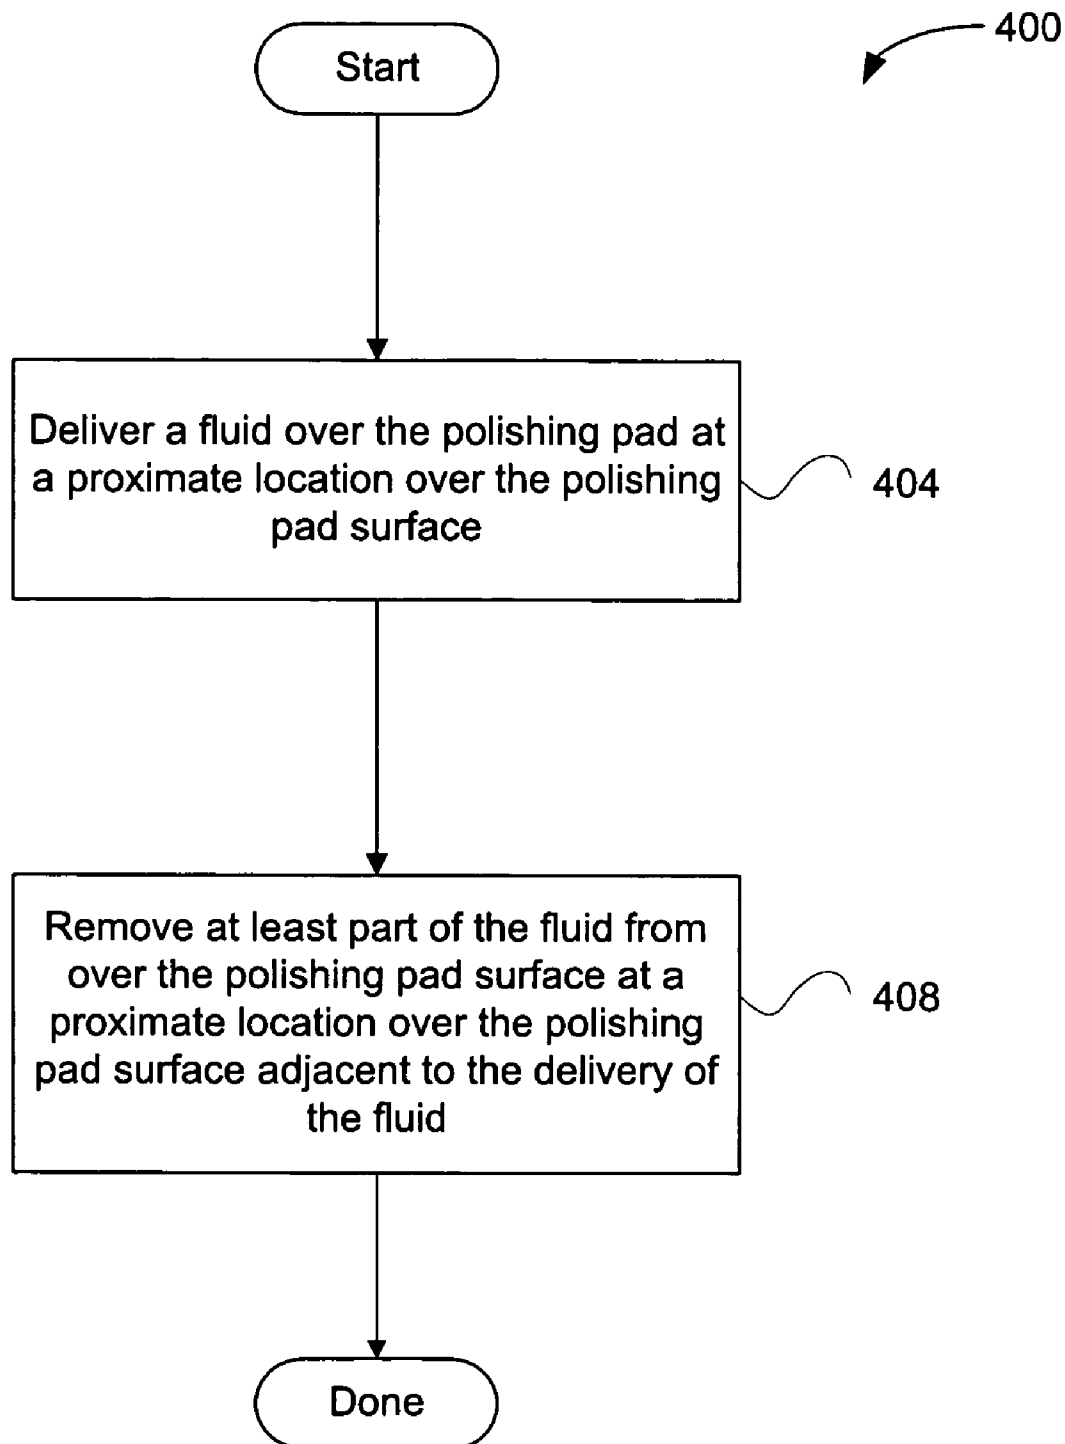 400
Start
Deliver a fluid over the polishing pad at
a proximate location over the polishing
pad surface
404
Remove at least part of the fluid from
over the polishing pad surface at a
proximate location over the polishing
pad surface adjacent to the delivery of
the fluid
408
Done